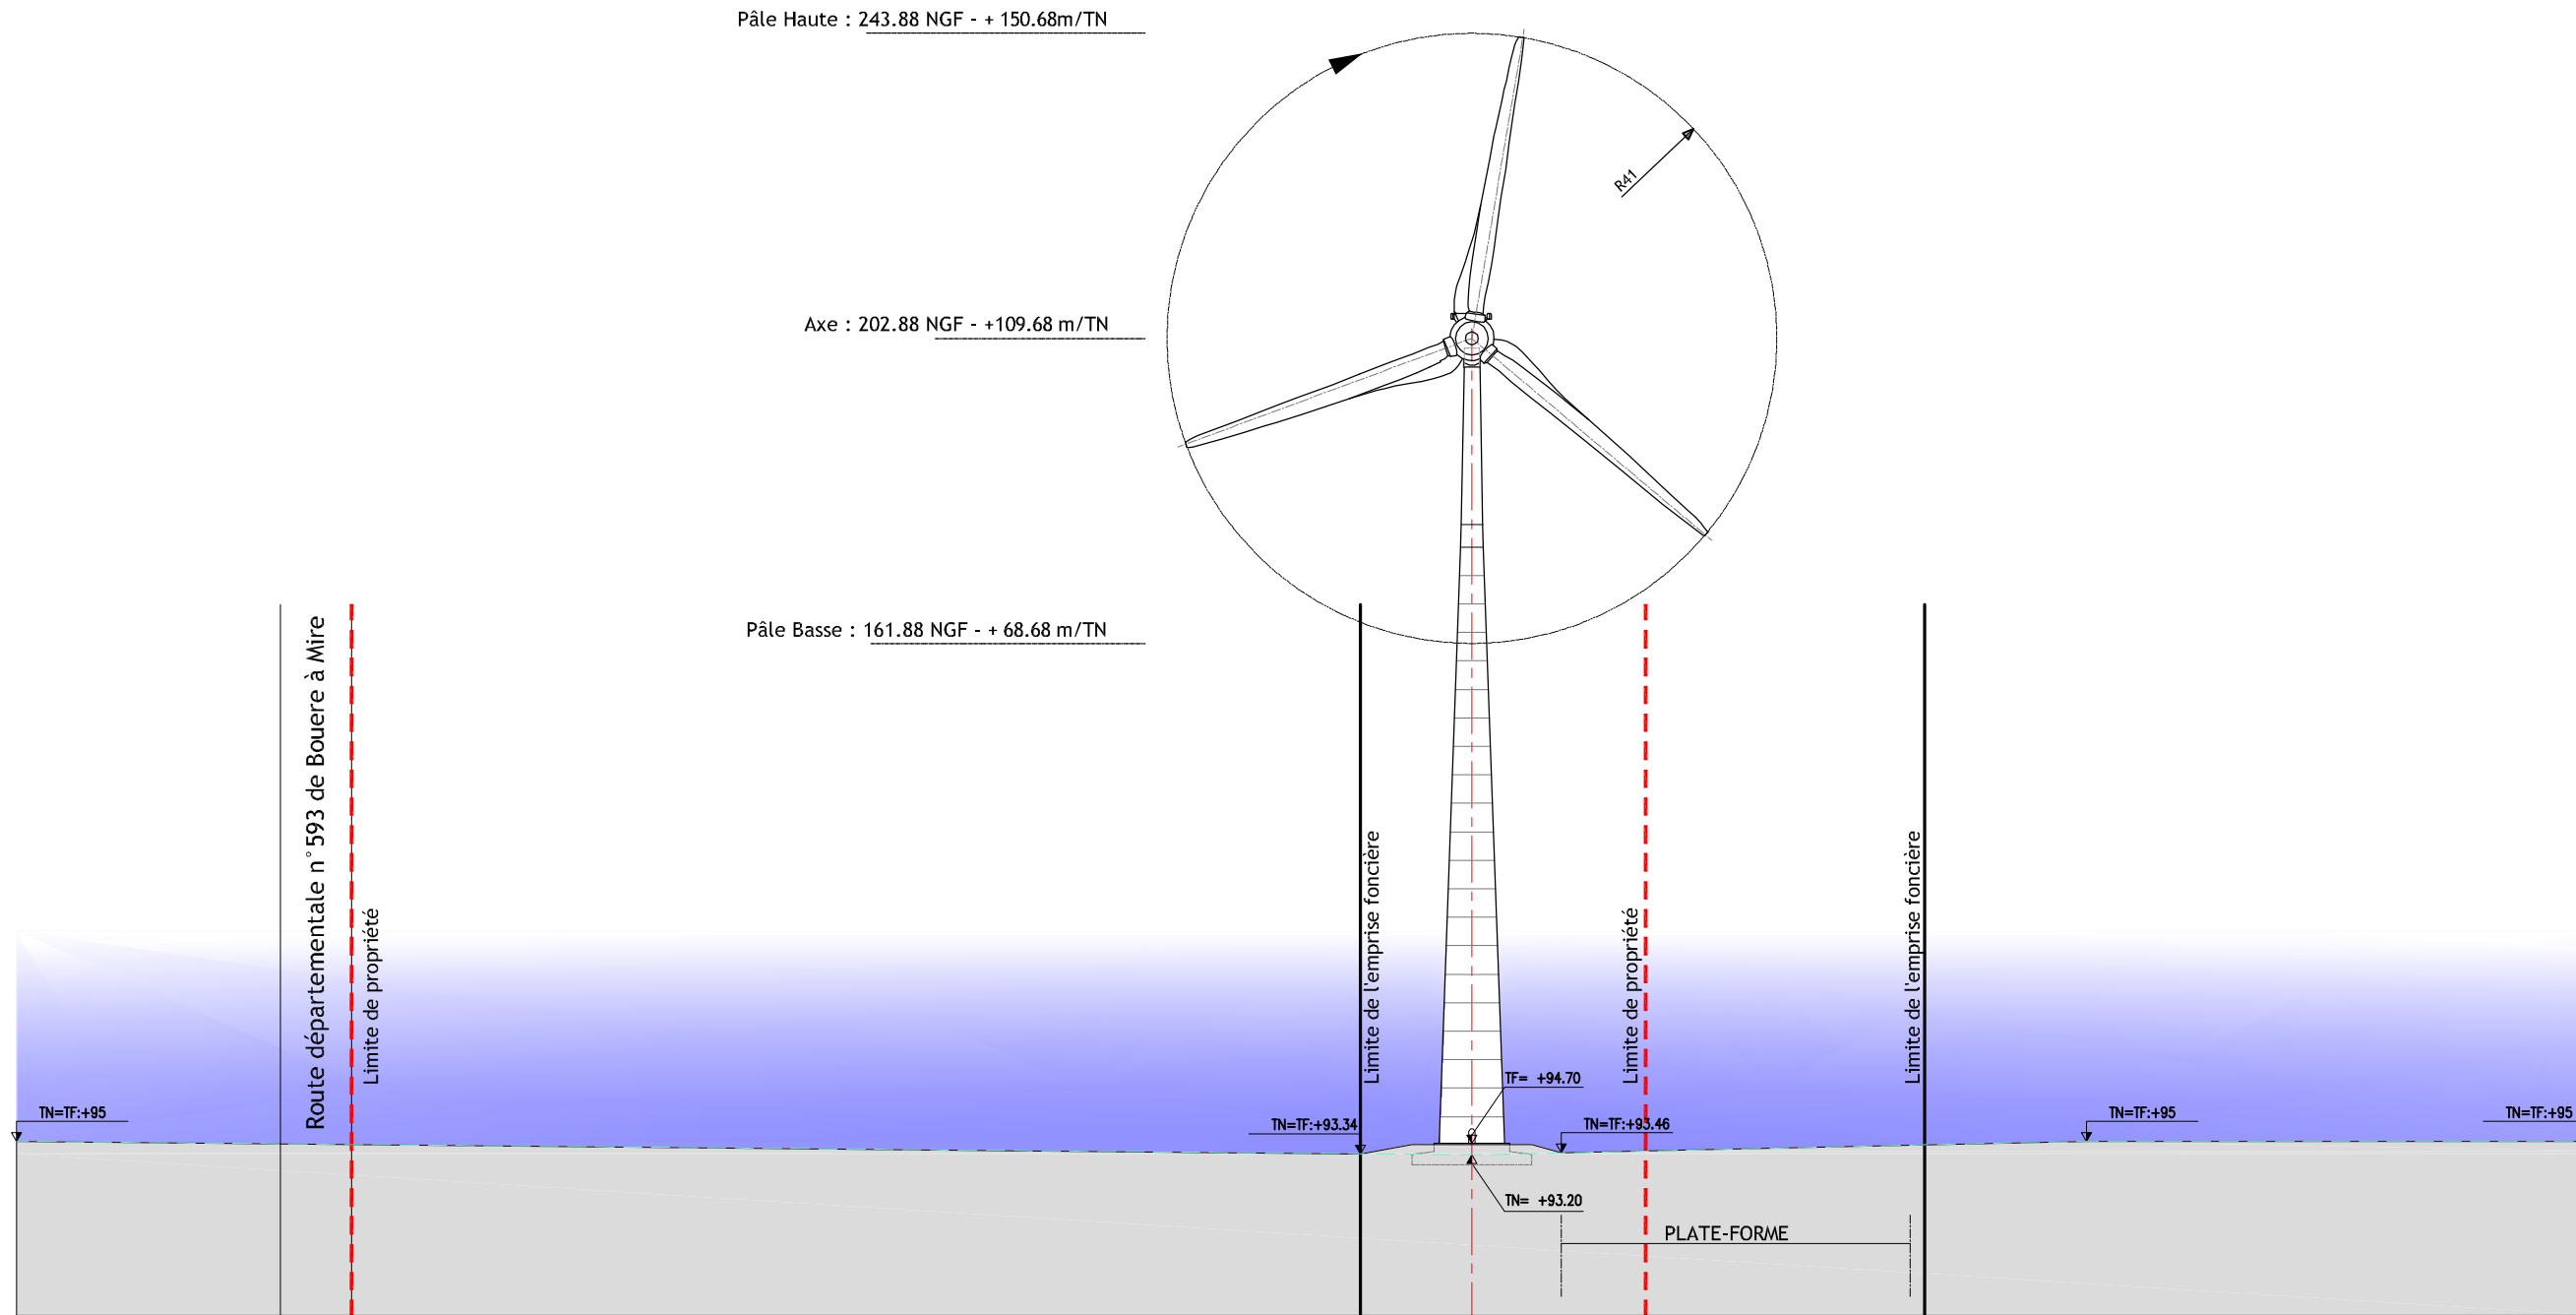 Pâle Haute : 243.88 NGF - + 150.68m/TN
R41
Axe : 202.88 NGF - +109.68 m/TN
Pâle Basse : 161.88 NGF - + 68.68 m/TN
Route départementale n°593 de Bouere à Mire
Limite de propriété
Limite de l'emprise foncière
Limite de propriété
Limite de l'emprise foncière
TF= +94.70
TN=TF:+95
TN=TF:+93.34
TN=TF:+93.46
TN=TF:+95
TN=TF:+95
TN= +93.20
PLATE-FORME